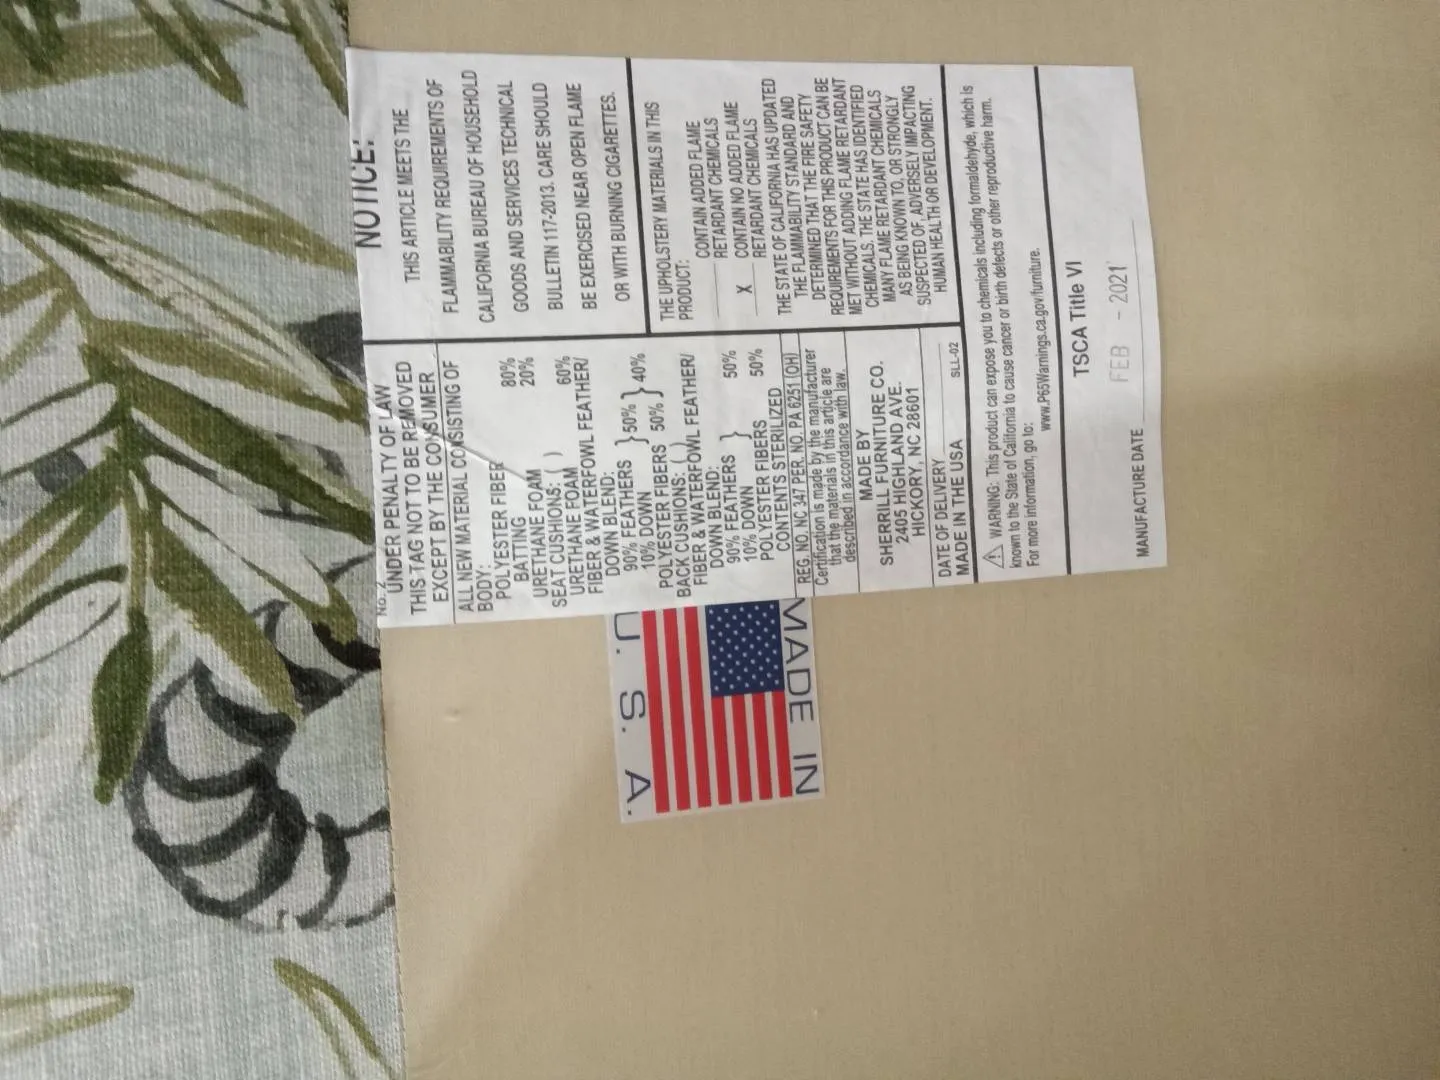 No. 2
UNDER PENALTY OF LAW
THIS TAG NOT TO BE REMOVED
EXCEPT BY THE CONSUMER
ALL NEW MATERIAL CONSISTING OF
BODY:
POLYESTER FIBER 80%
BATTING 20%
URETHANE FOAM
SEAT CUSHIONS: ( ) 60%
URETHANE FOAM
FIBER & WATERFOWL FEATHER/
DOWN BLEND:
90% FEATHERS } 50%
10% DOWN } 40%
POLYESTER FIBERS 50%
BACK CUSHIONS: ( )
FIBER & WATERFOWL FEATHER/
DOWN BLEND:
90% FEATHERS } 50%
10% DOWN
POLYESTER FIBERS 50%
CONTENTS STERILIZED
REG. NO. NC 347 PER. NO. PA 6251 (OH)
Certification is made by the manufacturer
that the materials in this article are
described in accordance with law.
MADE BY
SHERRILL FURNITURE CO.
2405 HIGHLAND AVE.
HICKORY, NC 28601
DATE OF DELIVERY
MADE IN THE USA SLL-02
NOTICE!
THIS ARTICLE MEETS THE
FLAMMABILITY REQUIREMENTS OF
CALIFORNIA BUREAU OF HOUSEHOLD
GOODS AND SERVICES TECHNICAL
BULLETIN 117-2013. CARE SHOULD
BE EXERCISED NEAR OPEN FLAME
OR WITH BURNING CIGARETTES.
THE UPHOLSTERY MATERIALS IN THIS
PRODUCT:
CONTAIN ADDED FLAME
RETARDANT CHEMICALS
X CONTAIN NO ADDED FLAME
RETARDANT CHEMICALS
THE STATE OF CALIFORNIA HAS UPDATED
THE FLAMMABILITY STANDARD AND
DETERMINED THAT THE FIRE SAFETY
REQUIREMENTS FOR THIS PRODUCT CAN BE
MET WITHOUT ADDING FLAME RETARDANT
CHEMICALS. THE STATE HAS IDENTIFIED
MANY FLAME RETARDANT CHEMICALS
AS BEING KNOWN TO, OR STRONGLY
SUSPECTED OF, ADVERSELY IMPACTING
HUMAN HEALTH OR DEVELOPMENT.
⚠ WARNING: This product can expose you to chemicals including formaldehyde, which is
known to the State of California to cause cancer or birth defects or other reproductive harm.
For more information, go to:
www.P65Warnings.ca.gov/furniture.
TSCA Title VI
MANUFACTURE DATE FEB - 2021
MADE IN
U. S. A.